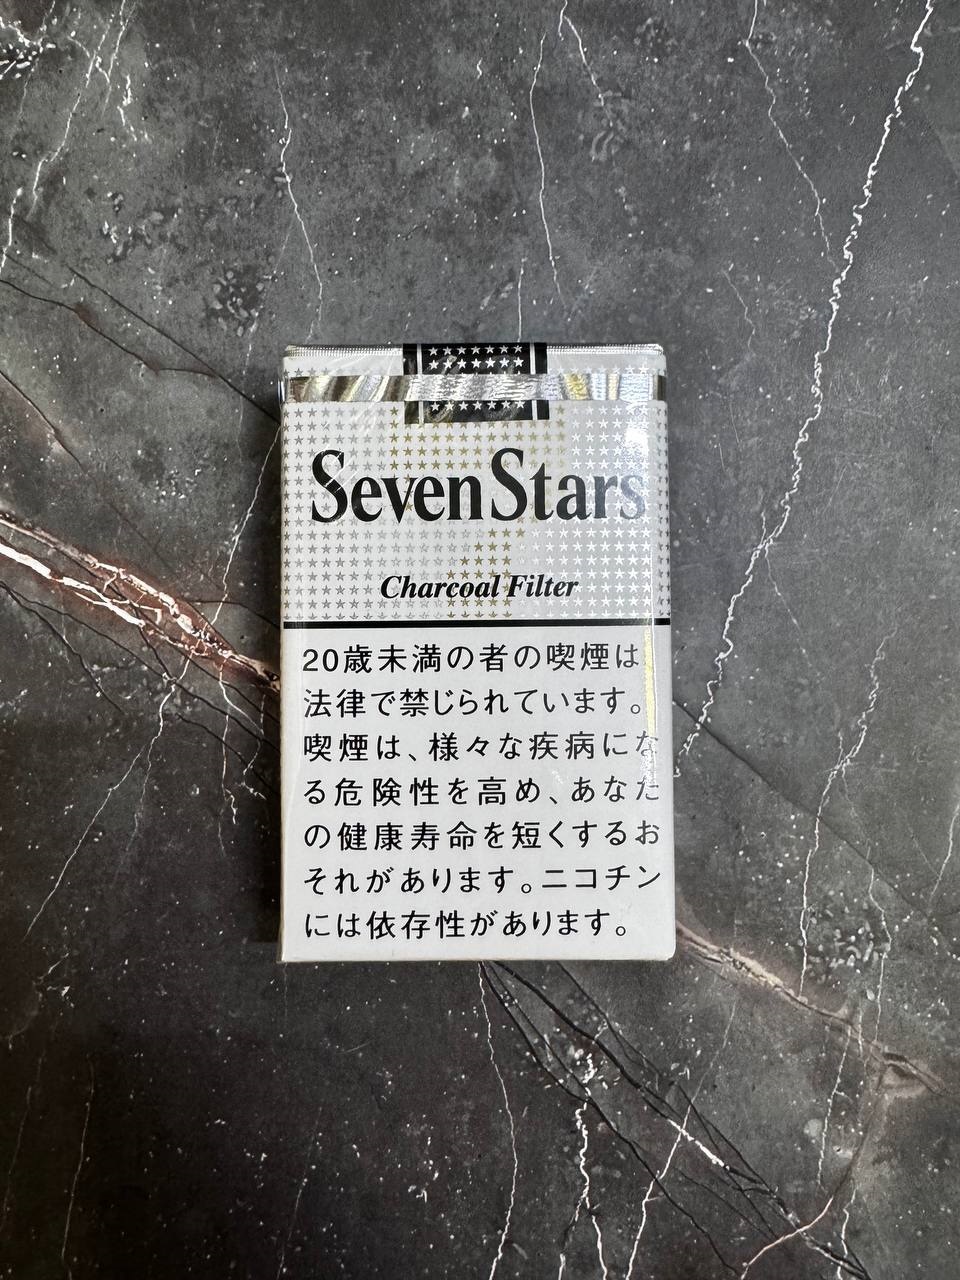 Seven Stars
Charcoal Filter
20歳未満の者の喫煙は、
法律で禁じられています。
喫煙は、様々な疾病にな
る危険性を高め、あなた
の健康寿命を短くするお
それがあります。ニコチン
には依存性があります。